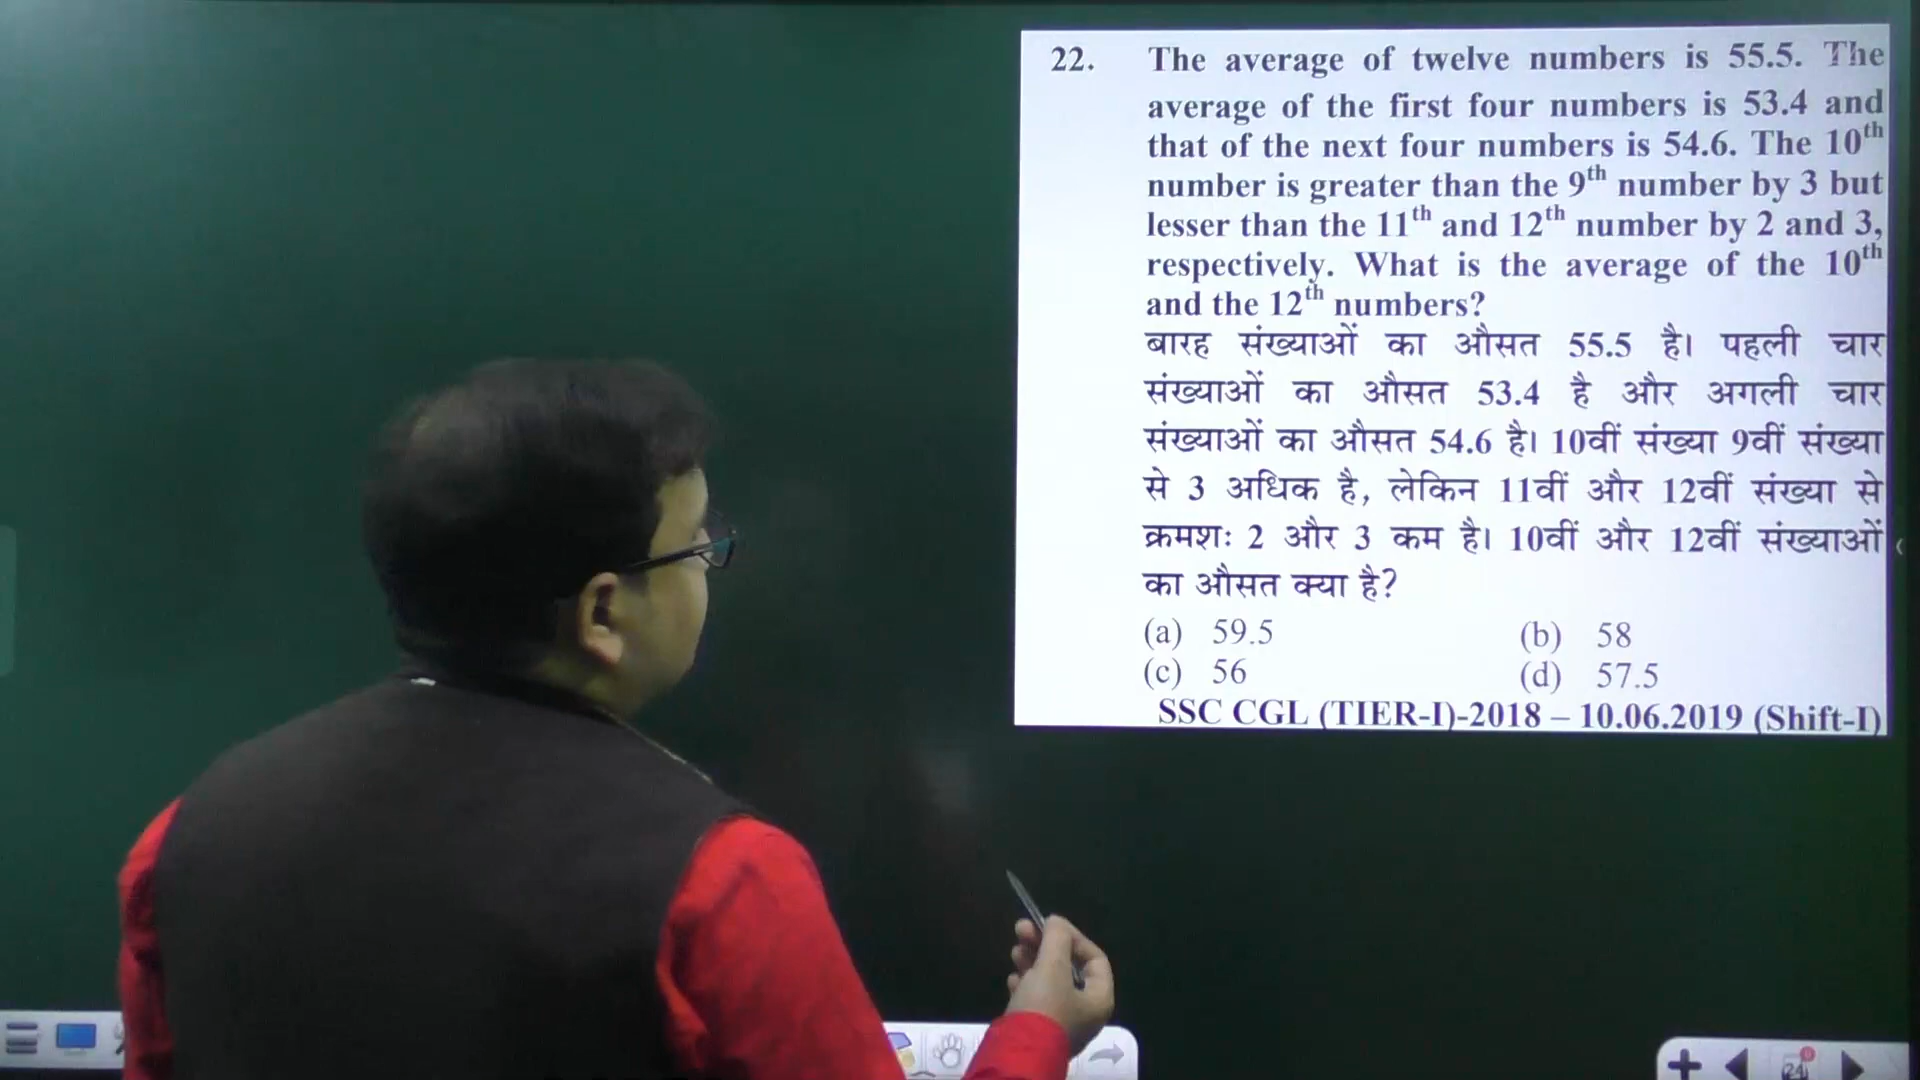 22. The average of twelve numbers is 55.5. The
average of the first four numbers is 53.4 and
that of the next four numbers is 54.6. The 10th
number is greater than the 9th number by 3 but
lesser than the 11th and 12th number by 2 and 3,
respectively. What is the average of the 10th
and the 12th numbers?
बारह संख्याओं का औसत 55.5 है। पहली चार
संख्याओं का औसत 53.4 है और अगली चार
संख्याओं का औसत 54.6 है। 10वीं संख्या 9वीं संख्या
से 3 अधिक है, लेकिन 11वीं और 12वीं संख्या से
क्रमशः 2 और 3 कम है। 10वीं और 12वीं संख्याओं
का औसत क्या है?
(a) 59.5 (b) 58
(c) 56 (d) 57.5
SSC CGL (TIER-I)-2018 – 10.06.2019 (Shift-I)
24